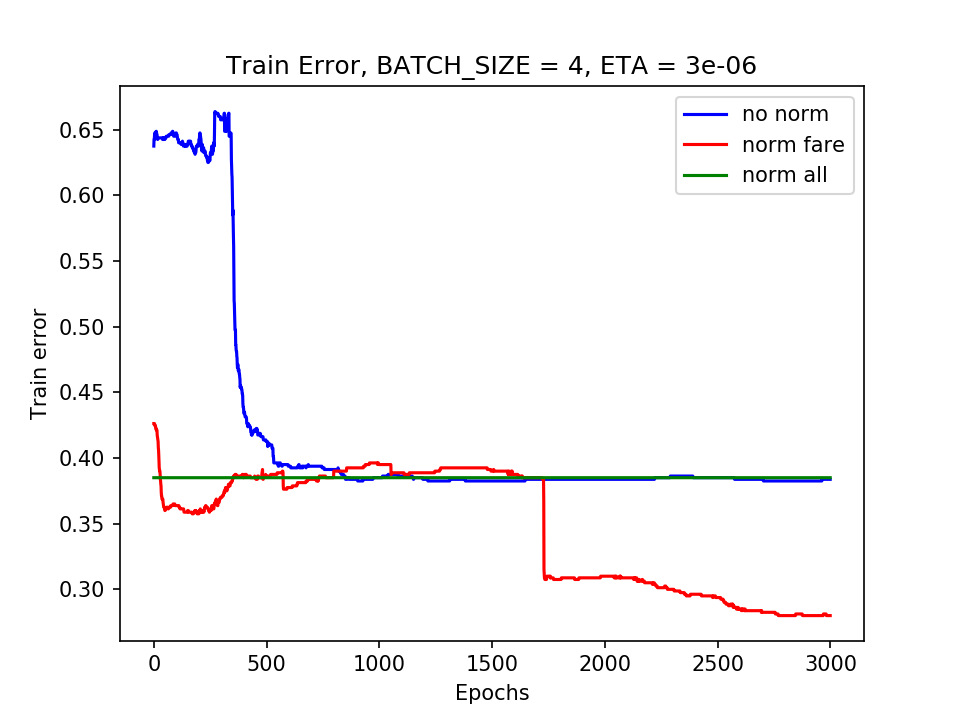 Train Error, BATCH_SIZE = 4, ETA = 3e-06
no norm
norm fare
norm all
Train error
0.65
0.60
0.55
0.50
0.45
0.40
0.35
0.30
0 500 1000 1500 2000 2500 3000
Epochs